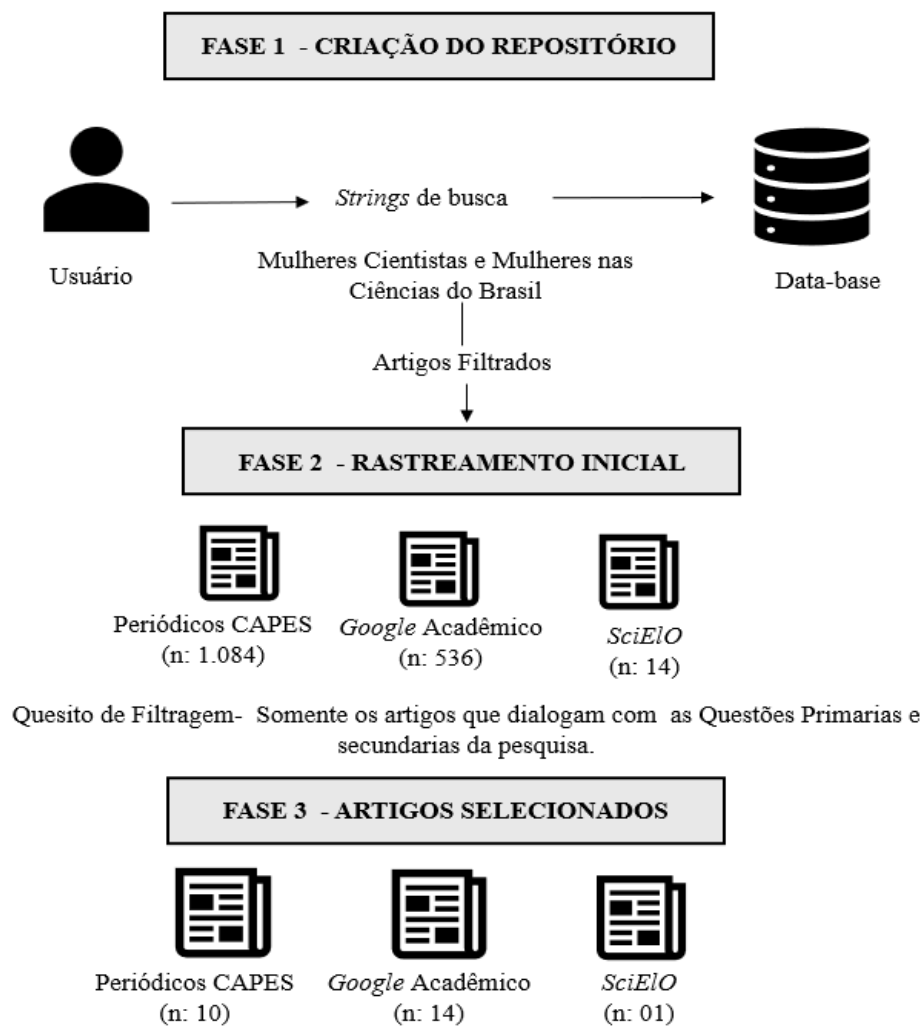 FASE 1 - CRIAÇÃO DO REPOSITÓRIO
Usuário
Strings de busca
Mulheres Cientistas e Mulheres nas
Ciências do Brasil
Data-base
Artigos Filtrados
FASE 2 - RASTREAMENTO INICIAL
Periódicos CAPES
(n: 1.084)
Google Acadêmico
(n: 536)
SciElO
(n: 14)
Quesito de Filtragem- Somente os artigos que dialogam com as Questões Primarias e
secundarias da pesquisa.
FASE 3 - ARTIGOS SELECIONADOS
Periódicos CAPES
(n: 10)
Google Acadêmico
(n: 14)
SciElO
(n: 01)